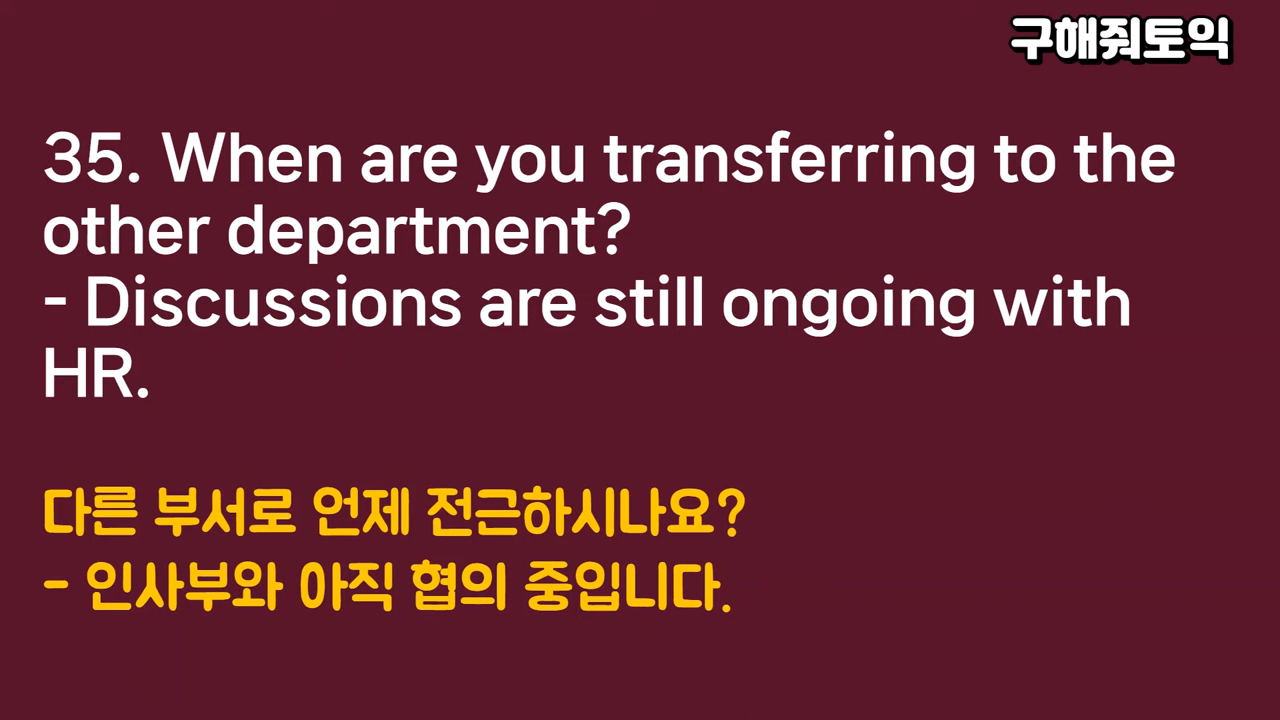 구해줘토익
35. When are you transferring to the
other department?
- Discussions are still ongoing with
HR.
다른 부서로 언제 전근하시나요?
- 인사부와 아직 협의 중입니다.